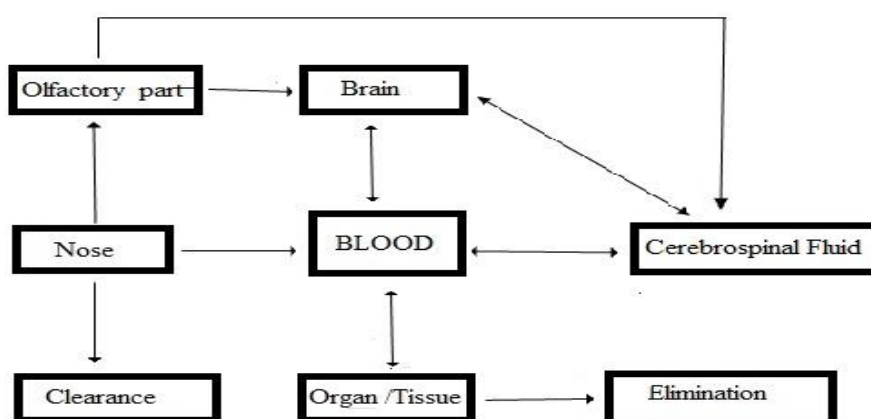 Olfactory part
Brain
Nose
BLOOD
Cerebrospinal Fluid
Clearance
Organ /Tissue
Elimination